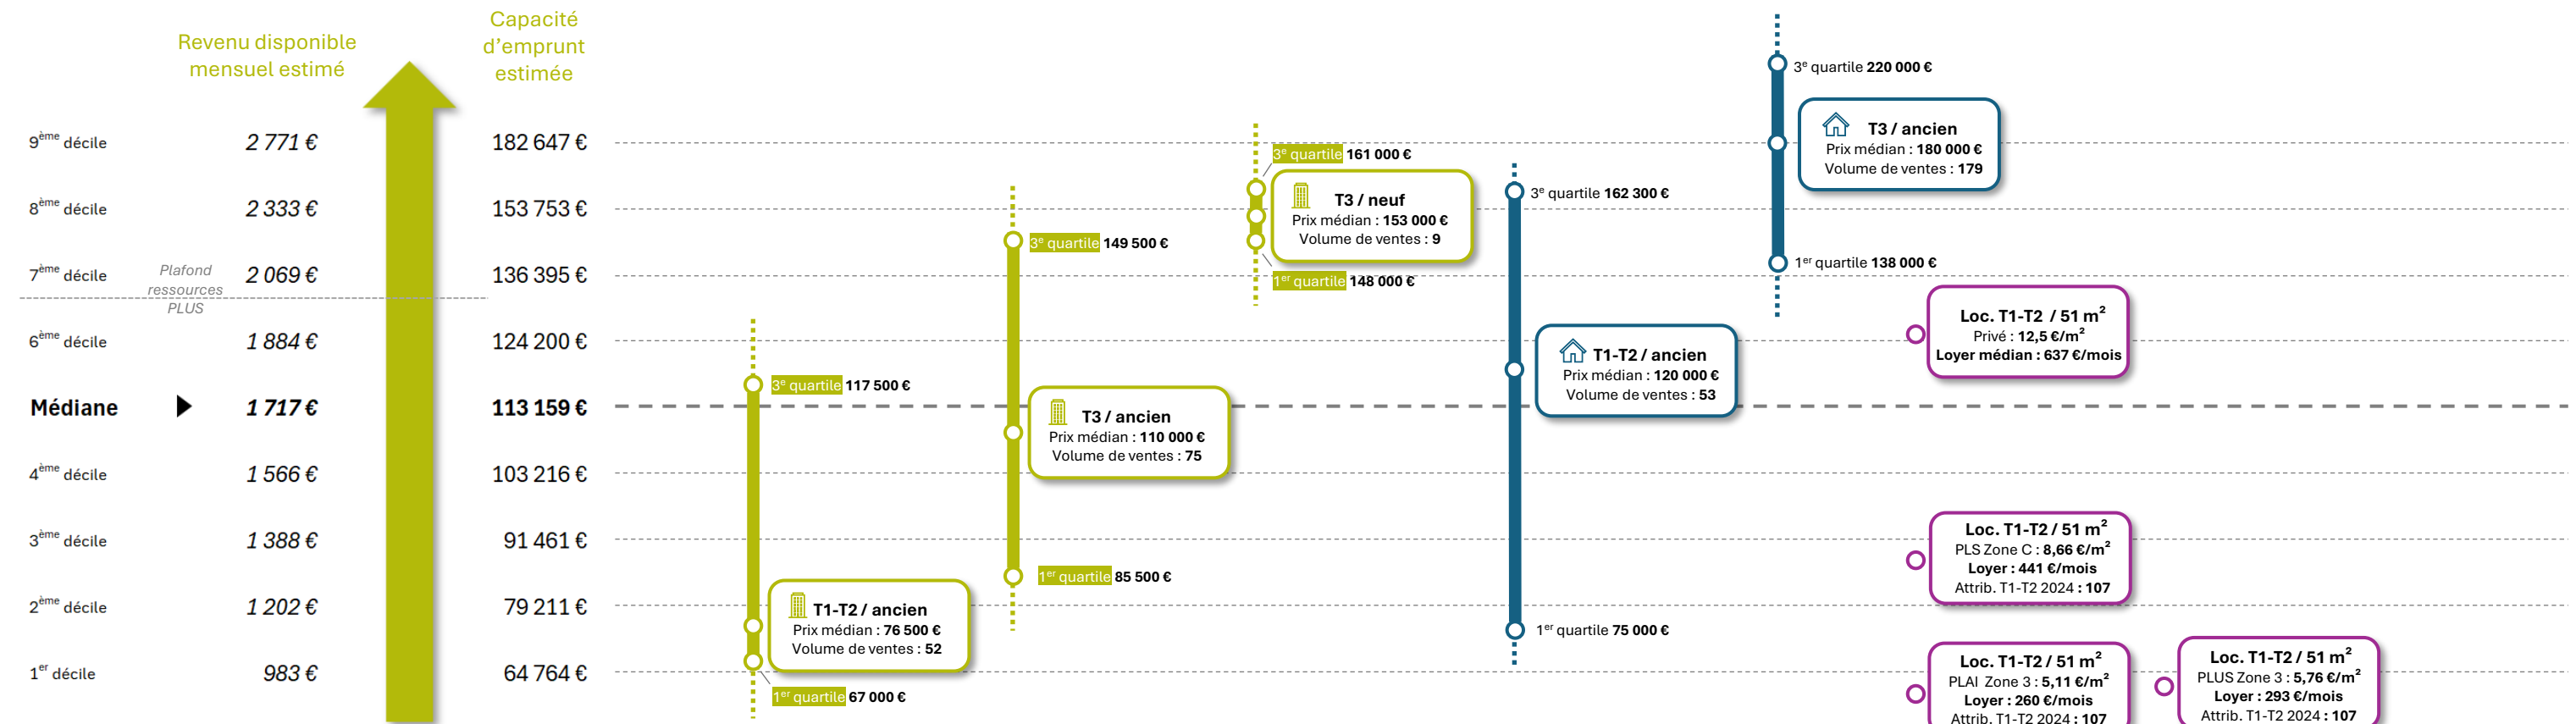 Revenu disponible
mensuel estimé
Capacité
d’emprunt
estimée
9ème décile 2 771 € 182 647 €
8ème décile 2 333 € 153 753 €
7ème décile 2 069 € 136 395 €
Plafond
ressources
PLUS
6ème décile 1 884 € 124 200 €
Médiane 1 717 € 113 159 €
4ème décile 1 566 € 103 216 €
3ème décile 1 388 € 91 461 €
2ème décile 1 202 € 79 211 €
1er décile 983 € 64 764 €
3e quartile 117 500 €
T1-T2 / ancien
Prix médian : 76 500 €
Volume de ventes : 52
1er quartile 67 000 €
3e quartile 149 500 €
T3 / ancien
Prix médian : 110 000 €
Volume de ventes : 75
1er quartile 85 500 €
3e quartile 161 000 €
T3 / neuf
Prix médian : 153 000 €
Volume de ventes : 9
1er quartile 148 000 €
3e quartile 162 300 €
T1-T2 / ancien
Prix médian : 120 000 €
Volume de ventes : 53
1er quartile 75 000 €
3e quartile 220 000 €
T3 / ancien
Prix médian : 180 000 €
Volume de ventes : 179
1er quartile 138 000 €
Loc. T1-T2 / 51 m²
Privé : 12,5 €/m²
Loyer médian : 637 €/mois
Loc. T1-T2 / 51 m²
PLS Zone C : 8,66 €/m²
Loyer : 441 €/mois
Attrib. T1-T2 2024 : 107
Loc. T1-T2 / 51 m²
PLAI Zone 3 : 5,11 €/m²
Loyer : 260 €/mois
Attrib. T1-T2 2024 : 107
Loc. T1-T2 / 51 m²
PLUS Zone 3 : 5,76 €/m²
Loyer : 293 €/mois
Attrib. T1-T2 2024 : 107